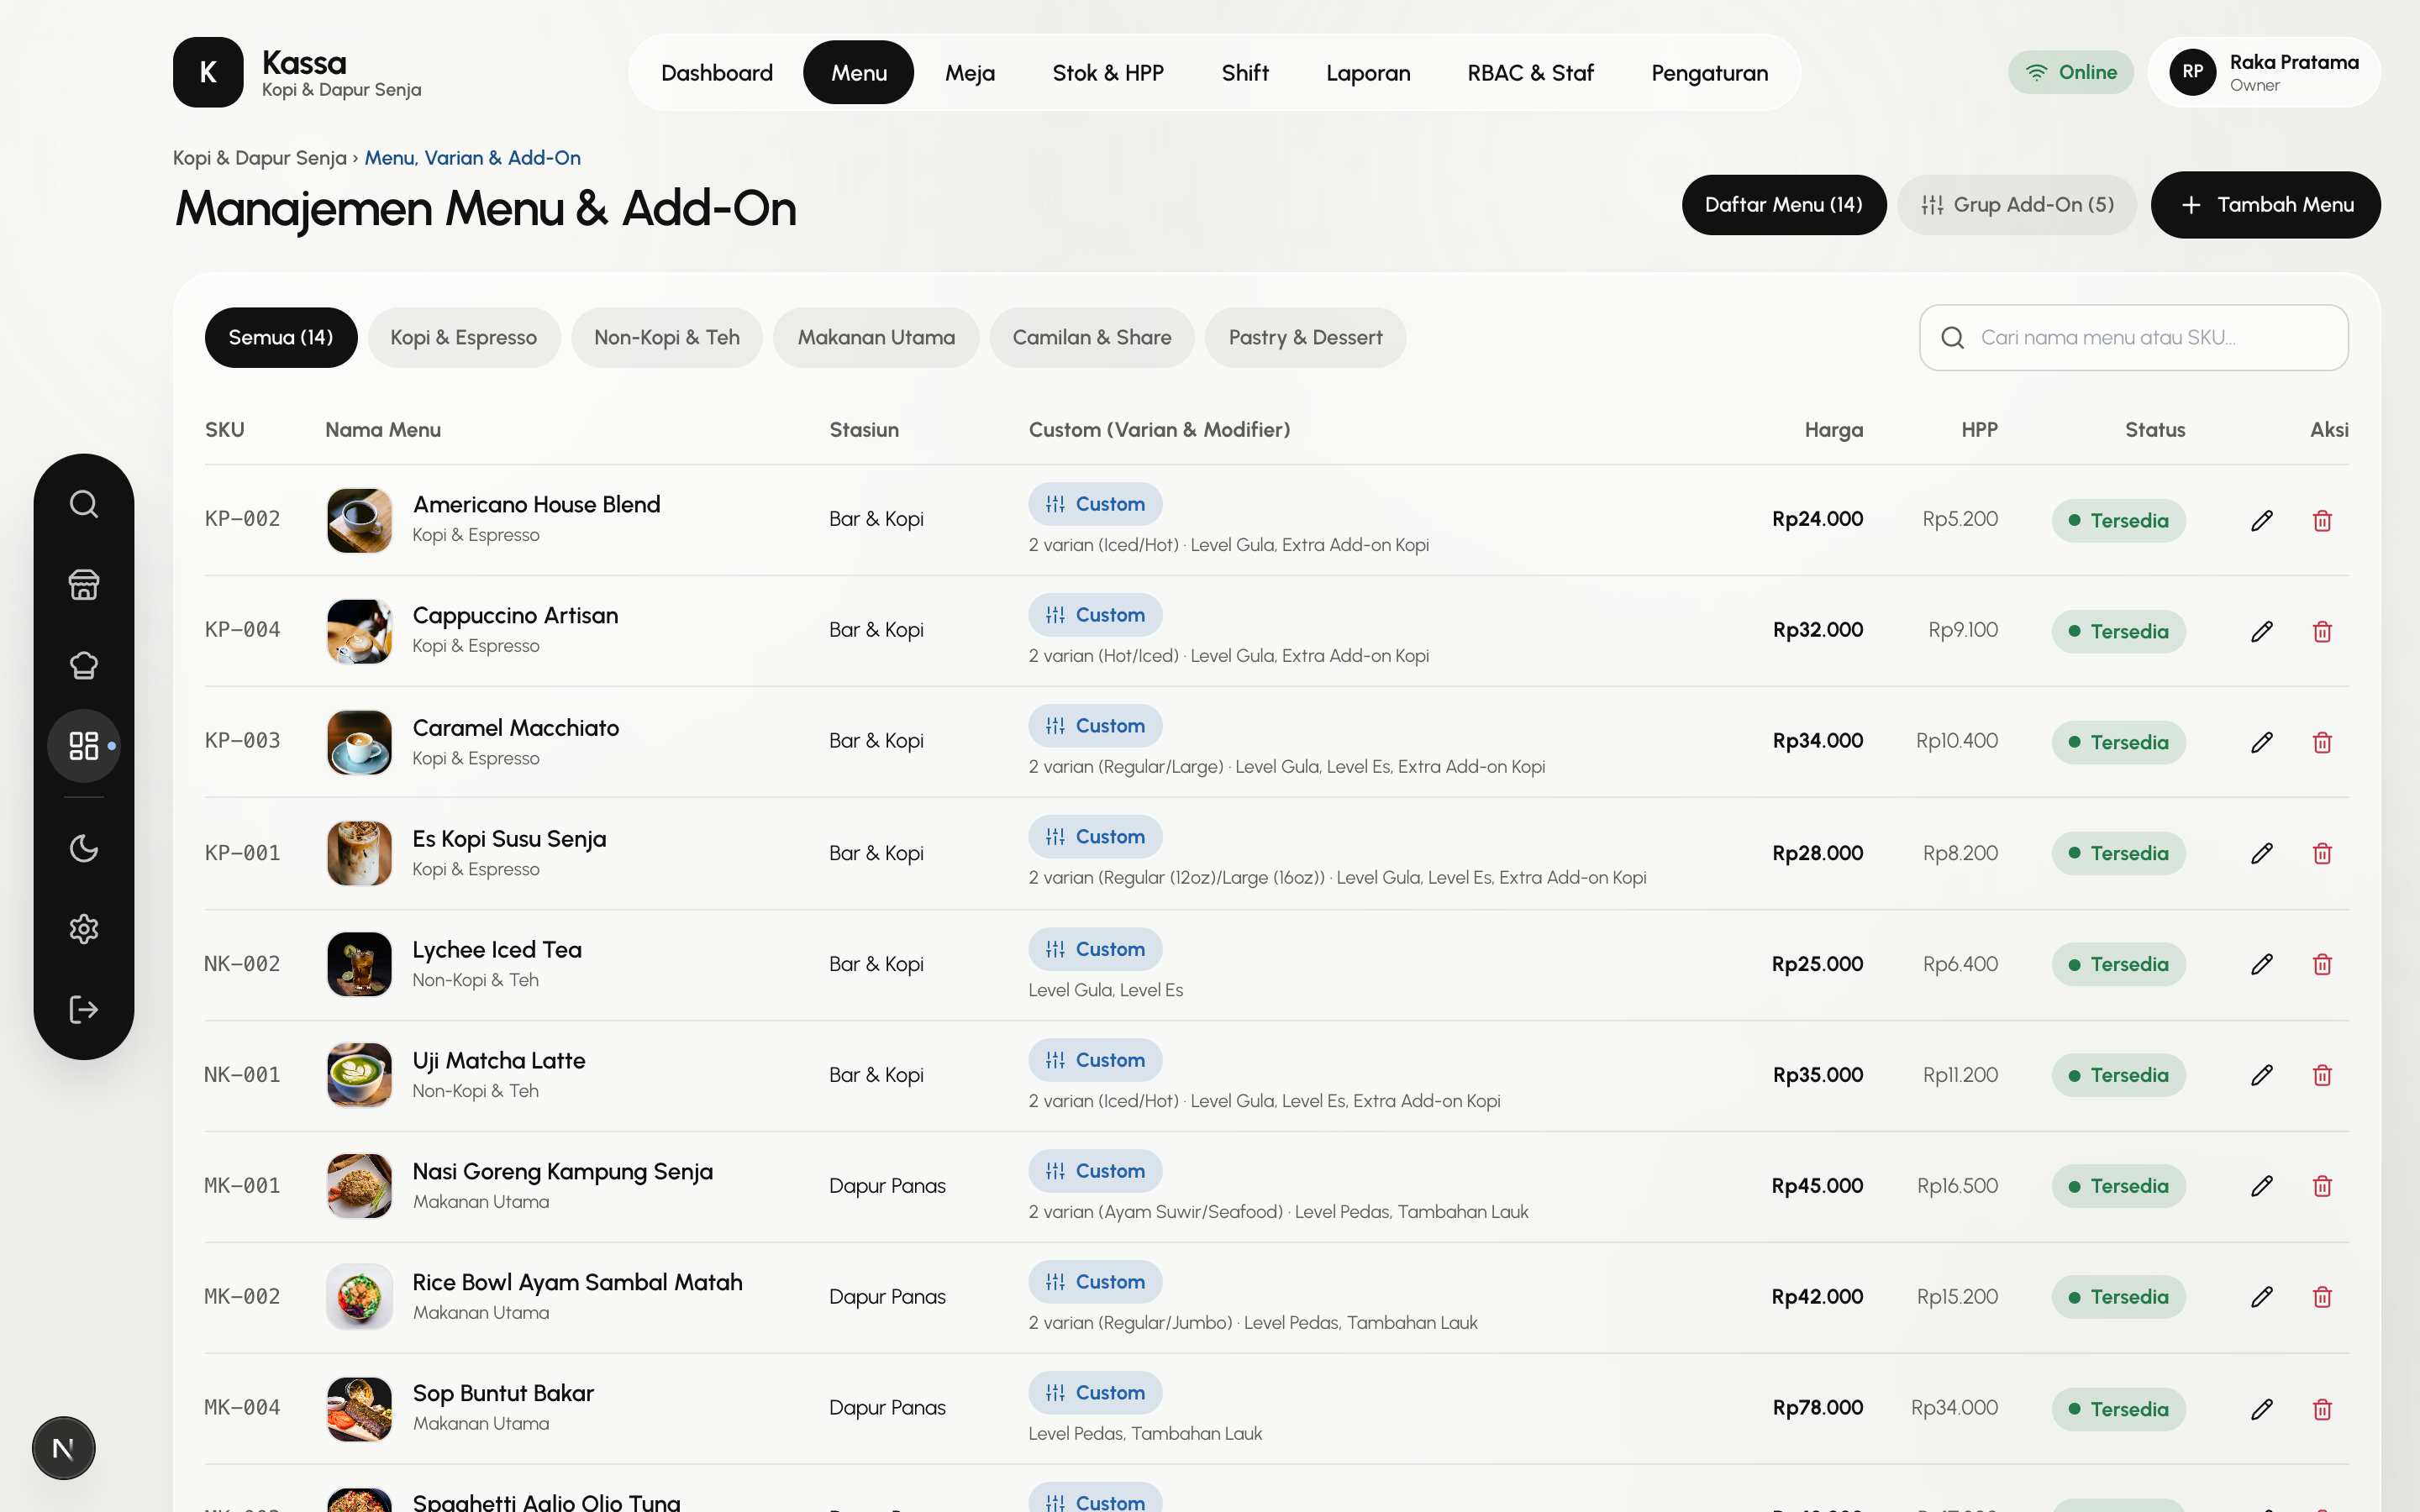 K
Kassa
Kopi & Dapur Senja
Dashboard
Menu
Meja
Stok & HPP
Shift
Laporan
RBAC & Staf
Pengaturan
Online
RP
Raka Pratama
Owner
Kopi & Dapur Senja › Menu, Varian & Add-On
Manajemen Menu & Add-On
Daftar Menu (14)
Grup Add-On (5)
Tambah Menu
Semua (14)
Kopi & Espresso
Non-Kopi & Teh
Makanan Utama
Camilan & Share
Pastry & Dessert
Cari nama menu atau SKU...
SKU
Nama Menu
Stasiun
Custom (Varian & Modifier)
Harga
HPP
Status
Aksi
KP-002
Americano House Blend
Kopi & Espresso
Bar & Kopi
Custom
2 varian (Iced/Hot) · Level Gula, Extra Add-on Kopi
Rp24.000
Rp5.200
Tersedia
KP-004
Cappuccino Artisan
Kopi & Espresso
Bar & Kopi
Custom
2 varian (Hot/Iced) · Level Gula, Extra Add-on Kopi
Rp32.000
Rp9.100
Tersedia
KP-003
Caramel Macchiato
Kopi & Espresso
Bar & Kopi
Custom
2 varian (Regular/Large) · Level Gula, Level Es, Extra Add-on Kopi
Rp34.000
Rp10.400
Tersedia
KP-001
Es Kopi Susu Senja
Kopi & Espresso
Bar & Kopi
Custom
2 varian (Regular (12oz)/Large (16oz)) · Level Gula, Level Es, Extra Add-on Kopi
Rp28.000
Rp8.200
Tersedia
NK-002
Lychee Iced Tea
Non-Kopi & Teh
Bar & Kopi
Custom
Level Gula, Level Es
Rp25.000
Rp6.400
Tersedia
NK-001
Uji Matcha Latte
Non-Kopi & Teh
Bar & Kopi
Custom
2 varian (Iced/Hot) · Level Gula, Level Es, Extra Add-on Kopi
Rp35.000
Rp11.200
Tersedia
MK-001
Nasi Goreng Kampung Senja
Makanan Utama
Dapur Panas
Custom
2 varian (Ayam Suwir/Seafood) · Level Pedas, Tambahan Lauk
Rp45.000
Rp16.500
Tersedia
MK-002
Rice Bowl Ayam Sambal Matah
Makanan Utama
Dapur Panas
Custom
2 varian (Regular/Jumbo) · Level Pedas, Tambahan Lauk
Rp42.000
Rp15.200
Tersedia
MK-004
Sop Buntut Bakar
Makanan Utama
Dapur Panas
Custom
Level Pedas, Tambahan Lauk
Rp78.000
Rp34.000
Tersedia
Spaghetti Aglio Olio Tuna
Custom
N